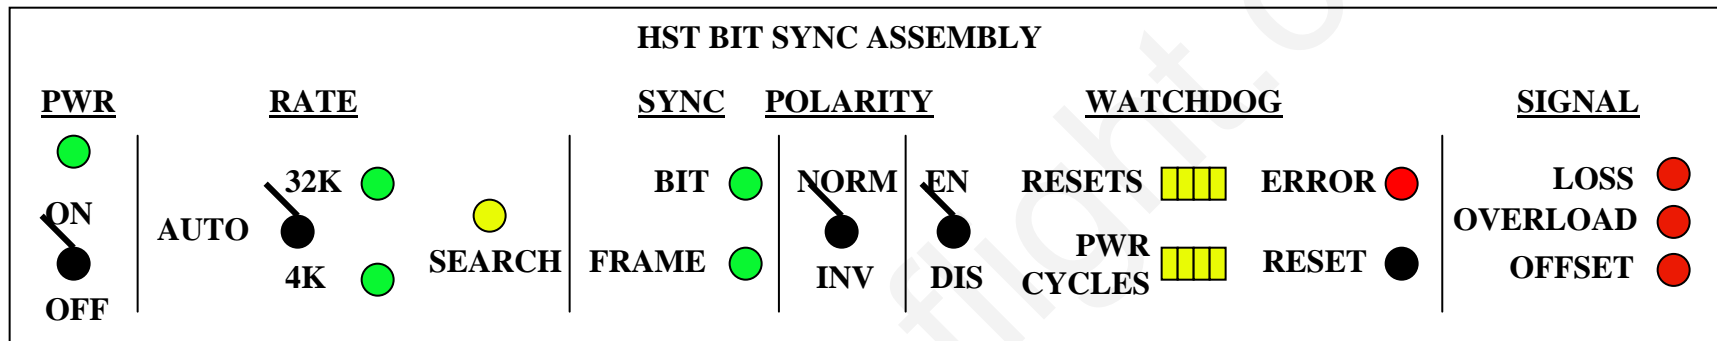 HST BIT SYNC ASSEMBLY
PWR
RATE
SYNC
POLARITY
WATCHDOG
SIGNAL
ON
OFF
AUTO
32K
4K
SEARCH
BIT
FRAME
NORM
INV
EN
DIS
RESETS
PWR
CYCLES
ERROR
RESET
LOSS
OVERLOAD
OFFSET
flight.o